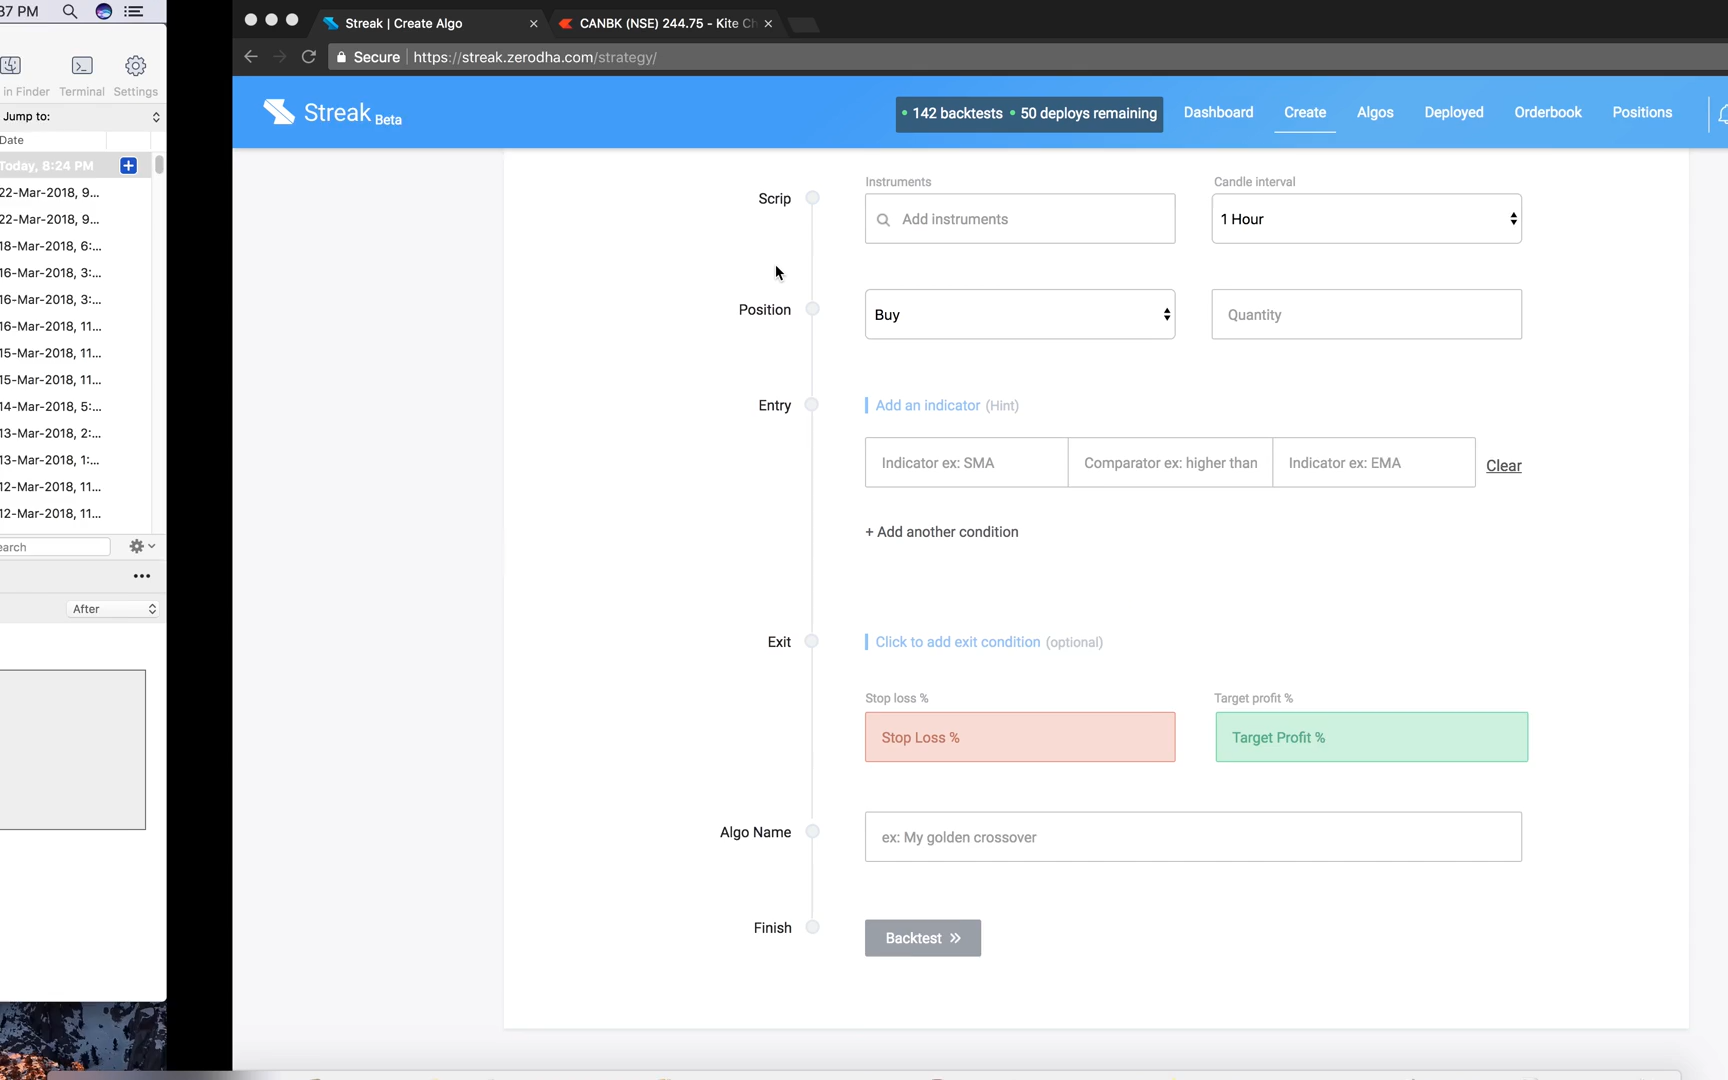 37 PM
in Finder Terminal Settings
Jump to:
Date
Today, 8:24 PM
22-Mar-2018, 9...
22-Mar-2018, 9...
18-Mar-2018, 6:...
16-Mar-2018, 3:...
16-Mar-2018, 3:...
16-Mar-2018, 11...
15-Mar-2018, 11...
15-Mar-2018, 11...
14-Mar-2018, 5:...
13-Mar-2018, 2:...
13-Mar-2018, 1:...
12-Mar-2018, 11...
12-Mar-2018, 11...
earch
After
Streak | Create Algo
CANBK (NSE) 244.75 - Kite Ch
Secure https://streak.zerodha.com/strategy/
Streak Beta
142 backtests • 50 deploys remaining Dashboard Create Algos Deployed Orderbook Positions
Instruments Candle interval
Scrip Add instruments 1 Hour
Position Buy Quantity
Entry Add an indicator (Hint)
Indicator ex: SMA Comparator ex: higher than Indicator ex: EMA Clear
+ Add another condition
Exit Click to add exit condition (optional)
Stop loss % Target profit %
Stop Loss % Target Profit %
Algo Name ex: My golden crossover
Finish Backtest »